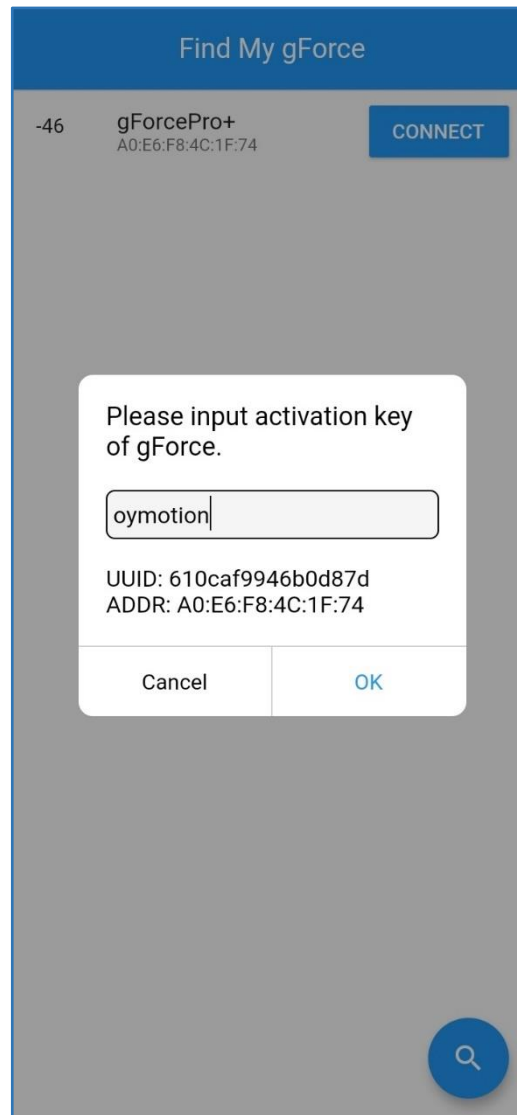 Find My gForce
-46 gForcePro+ CONNECT
A0:E6:F8:4C:1F:74
Please input activation key
of gForce.
oymotion
UUID: 610caf9946b0d87d
ADDR: A0:E6:F8:4C:1F:74
Cancel OK